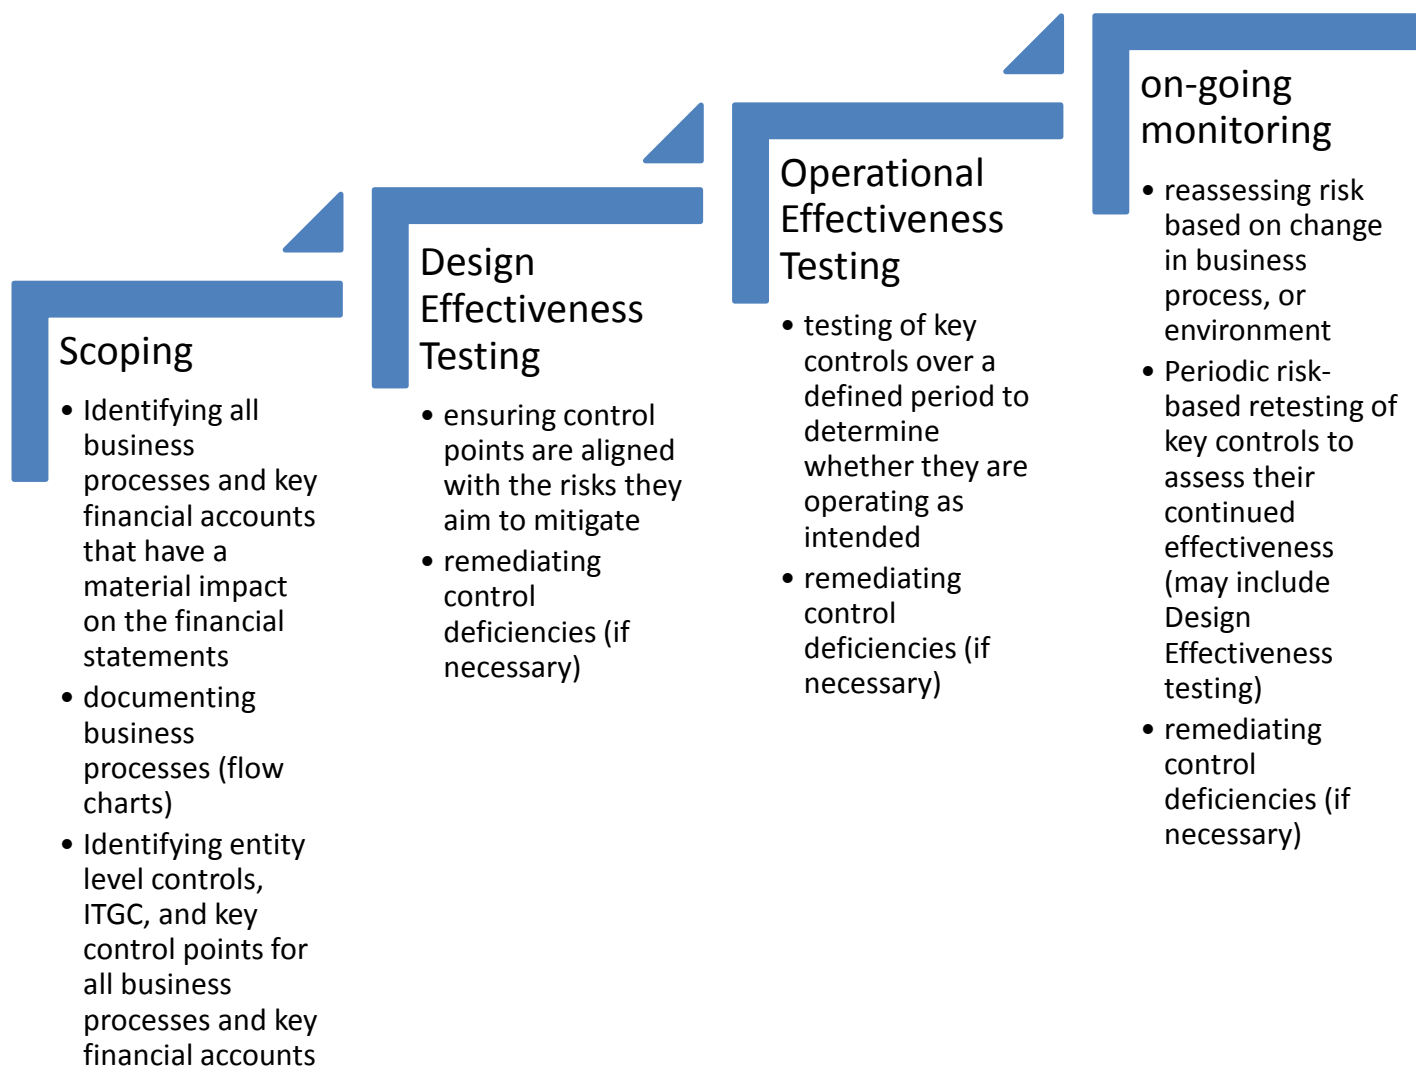 Scoping
• Identifying all
business
processes and key
financial accounts
that have a
material impact
on the financial
statements
• documenting
business
processes (flow
charts)
• Identifying entity
level controls,
ITGC, and key
control points for
all business
processes and key
financial accounts
Design
Effectiveness
Testing
• ensuring control
points are aligned
with the risks they
aim to mitigate
• remediating
control
deficiencies (if
necessary)
Operational
Effectiveness
Testing
• testing of key
controls over a
defined period to
determine
whether they are
operating as
intended
• remediating
control
deficiencies (if
necessary)
on-going
monitoring
• reassessing risk
based on change
in business
process, or
environment
• Periodic risk-
based retesting of
key controls to
assess their
continued
effectiveness
(may include
Design
Effectiveness
testing)
• remediating
control
deficiencies (if
necessary)